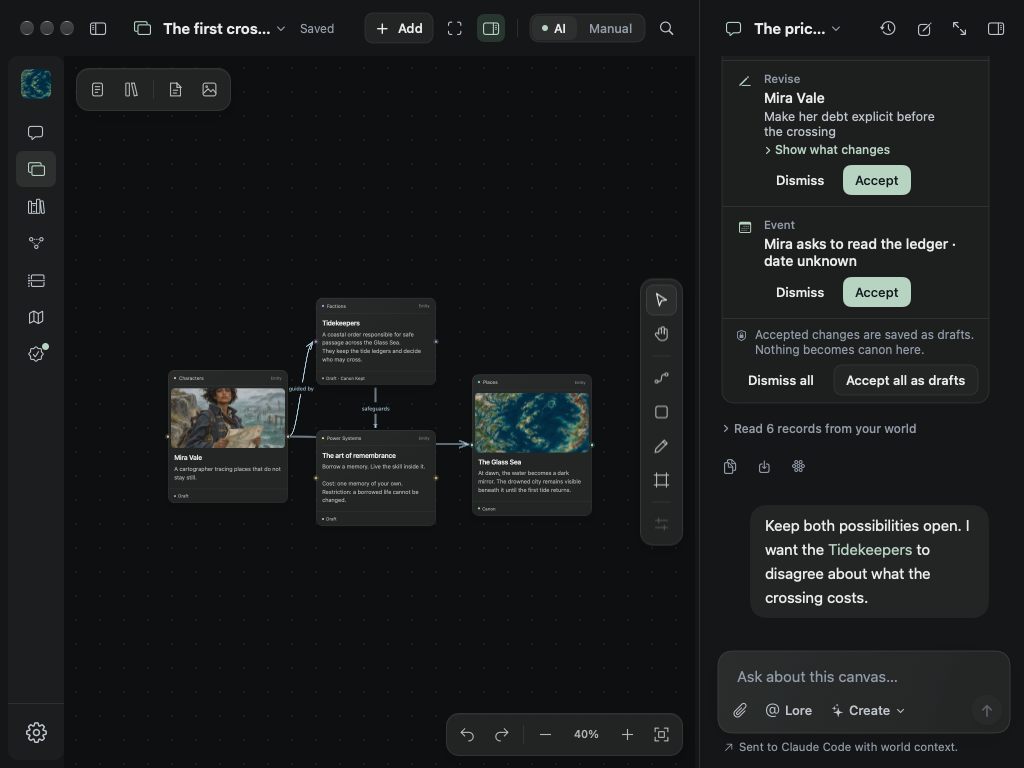 The first cros...
Saved
+ Add
AI
Manual
The pric...
Revise
Mira Vale
Make her debt explicit before
the crossing
Show what changes
Dismiss
Accept
Event
Mira asks to read the ledger ·
date unknown
Dismiss
Accept
Accepted changes are saved as drafts.
Nothing becomes canon here.
Dismiss all
Accept all as drafts
Read 6 records from your world
Keep both possibilities open. I
want the Tidekeepers to
disagree about what the
crossing costs.
Ask about this canvas...
@ Lore
Create
Sent to Claude Code with world context.
Factions
Entity
Tidekeepers
A coastal order responsible for safe
passage across the Glass Sea.
They keep the tide ledgers and decide
who may cross.
Draft · Canon Kept
guided by
safeguards
Characters
Entity
Mira Vale
A cartographer tracing places that do not
stay still.
Draft
Power Systems
Entity
The art of remembrance
Borrow a memory. Live the skill inside it.
Cost: one memory of your own.
Restriction: a borrowed life cannot be
changed.
Draft
Places
Entity
The Glass Sea
At dawn, the water becomes a dark
mirror. The drowned city remains visible
beneath it until the first tide returns.
Canon
40%